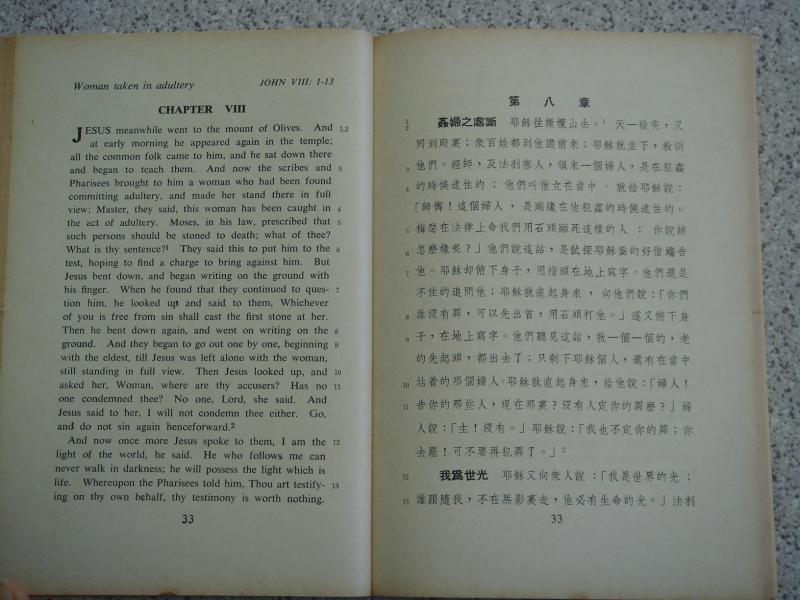 Woman taken in adultery JOHN VIII: 1-13
CHAPTER VIII
JESUS meanwhile went to the mount of Olives. And 1,2
at early morning he appeared again in the temple;
all the common folk came to him, and he sat down there
and began to teach them. And now the scribes and 3
Pharisees brought to him a woman who had been found
committing adultery, and made her stand there in full
view; Master, they said, this woman has been caught in 4
the act of adultery. Moses, in his law, prescribed that 5
such persons should be stoned to death; what of thee?
What is thy sentence?¹ They said this to put him to the 6
test, hoping to find a charge to bring against him. But
Jesus bent down, and began writing on the ground with
his finger. When he found that they continued to ques- 7
tion him, he looked up and said to them, Whichever
of you is free from sin shall cast the first stone at her.
Then he bent down again, and went on writing on the 8
ground. And they began to go out one by one, beginning 9
with the eldest, till Jesus was left alone with the woman,
still standing in full view. Then Jesus looked up, and 10
asked her, Woman, where are thy accusers? Has no 11
one condemned thee? No one, Lord, she said. And
Jesus said to her, I will not condemn thee either. Go,
and do not sin again henceforward.²
And now once more Jesus spoke to them, I am the 12
light of the world, he said. He who follows me can
never walk in darkness; he will possess the light which is
life. Whereupon the Pharisees told him, Thou art testify- 13
ing on thy own behalf, thy testimony is worth nothing.
33
第八章
1 2 姦婦之處斷 耶穌往橄欖山去。¹ 天一發亮，又
回到殿裏；衆百姓都到他跟前來；耶穌就坐下，教訓
3 他們。經師，及法利塞人，領來一個婦人，是在犯姦
4 的時候逮住的；他們叫他立在當中。就給耶穌說：
「師傅！這個婦人，是剛纔在他犯姦的時候逮住的。
5 梅瑟在法律上命我們用石頭砸死這樣的人；你說該
6 怎麼樣呢？」他們說這話，是試探耶穌爲的好借端告
7 他。耶穌却俯下身子，用指頭在地上寫字。他們還是
不住的追問他；耶穌就直起身來，向他們說：「你們
8 誰沒有罪，可以先出首，用石頭打他。」遂又俯下身
9 子，在地上寫字。他們聽見這話，就一個一個的，老
的先起頭，都出去了；只剩下耶穌個人，還有在當中
10 站着的那個婦人。耶穌就直起身來，給他說：「婦人！
11 告你的那些人，現在那裏？沒有人定你的罪麼？」婦
人說：「主！沒有。」耶穌說：「我也不定你的罪；你
去罷！可不要再犯罪了。」²
12 我爲世光 耶穌又向衆人說：「我是世界的光；
13 誰跟隨我，不在黑影裏走，他必有生命的光。」法利
33